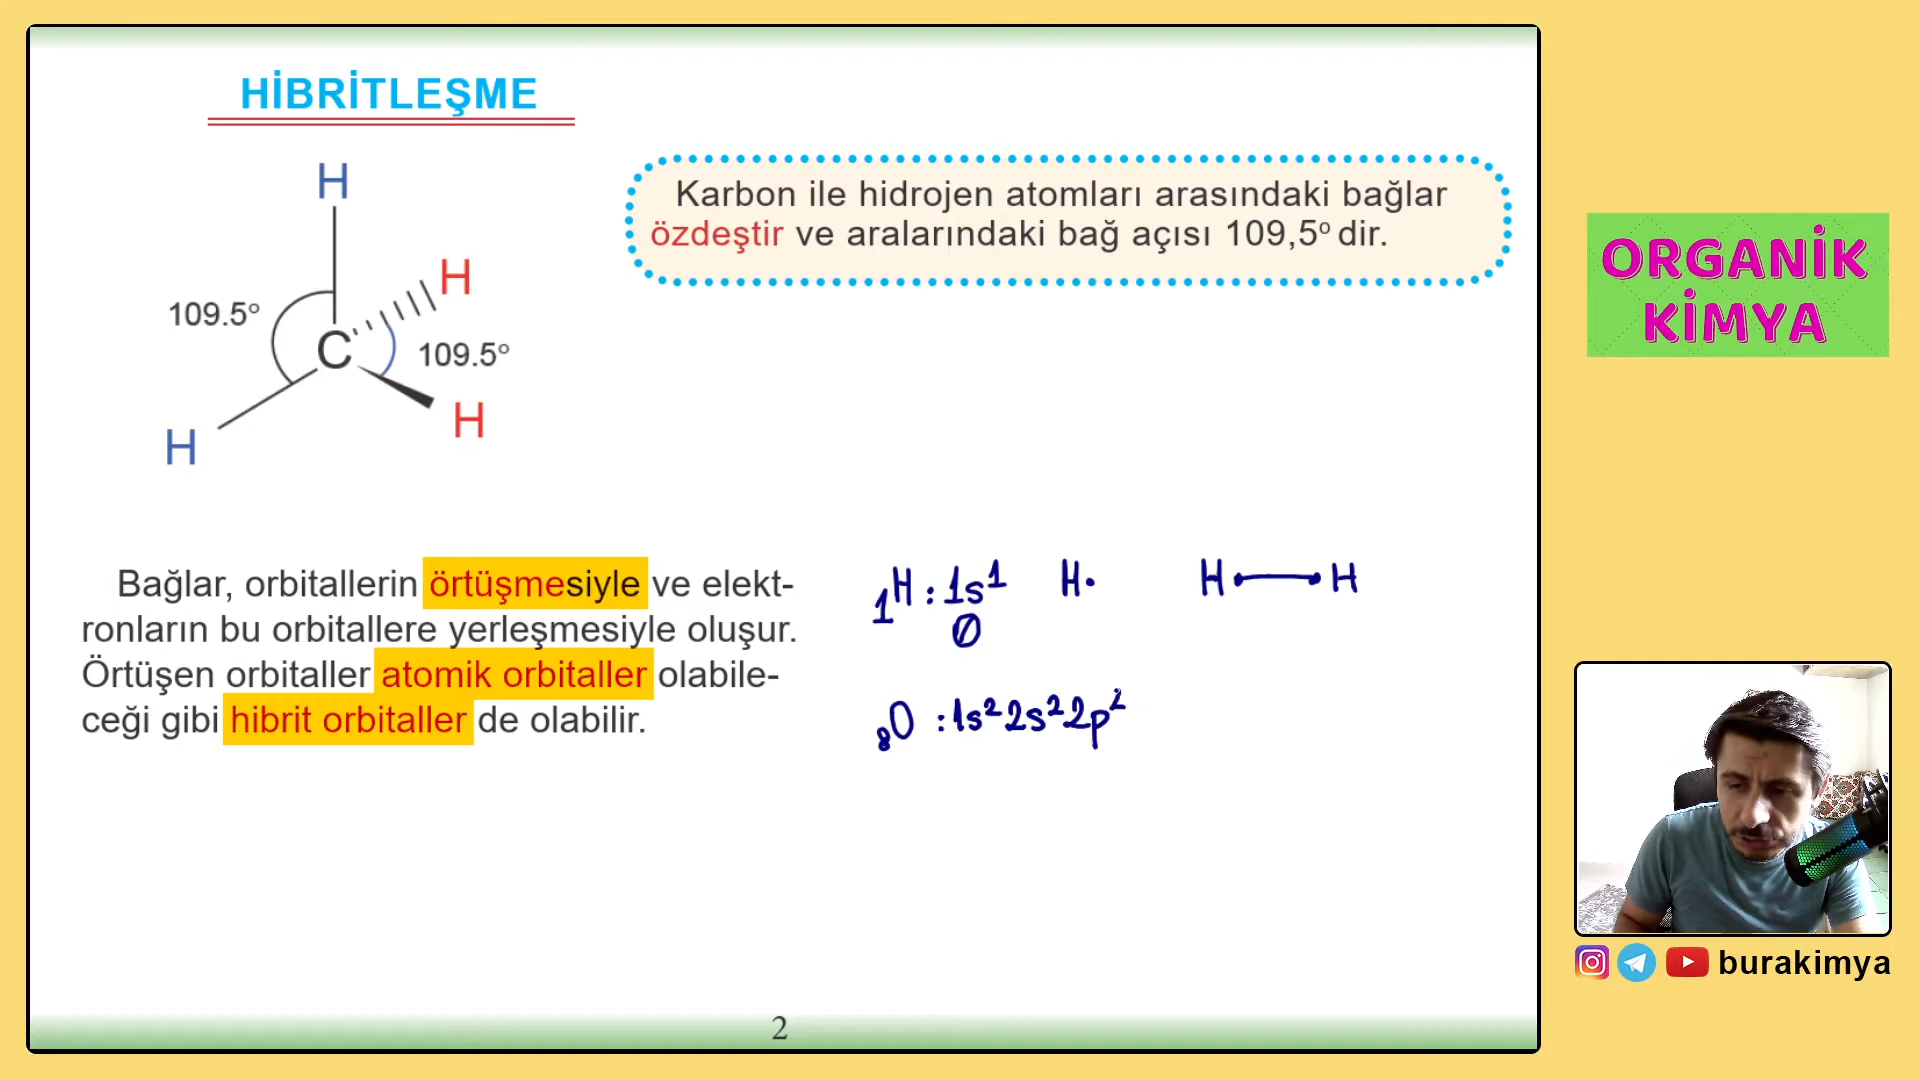 HİBRİTLEŞME
H
H
109.5°
C
109.5°
H
H
Karbon ile hidrojen atomları arasındaki bağlar
özdeştir ve aralarındaki bağ açısı 109,5° dir.
Bağlar, orbitallerin örtüşmesiyle ve elekt-
ronların bu orbitallere yerleşmesiyle oluşur.
Örtüşen orbitaller atomik orbitaller olabile-
ceği gibi hibrit orbitaller de olabilir.
₁H : 1s¹ H• H•—•H
₈O : 1s² 2s² 2p²
2
ORGANİK
KİMYA
burakimya